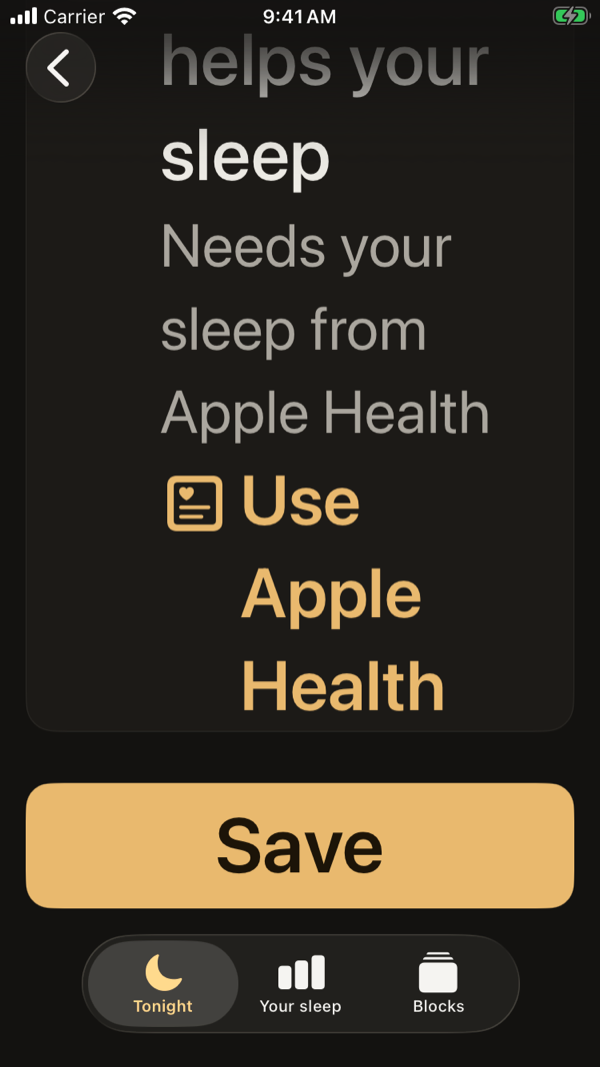 Carrier 9:41 AM
helps your
sleep
Needs your
sleep from
Apple Health
Use
Apple
Health
Save
Tonight Your sleep Blocks